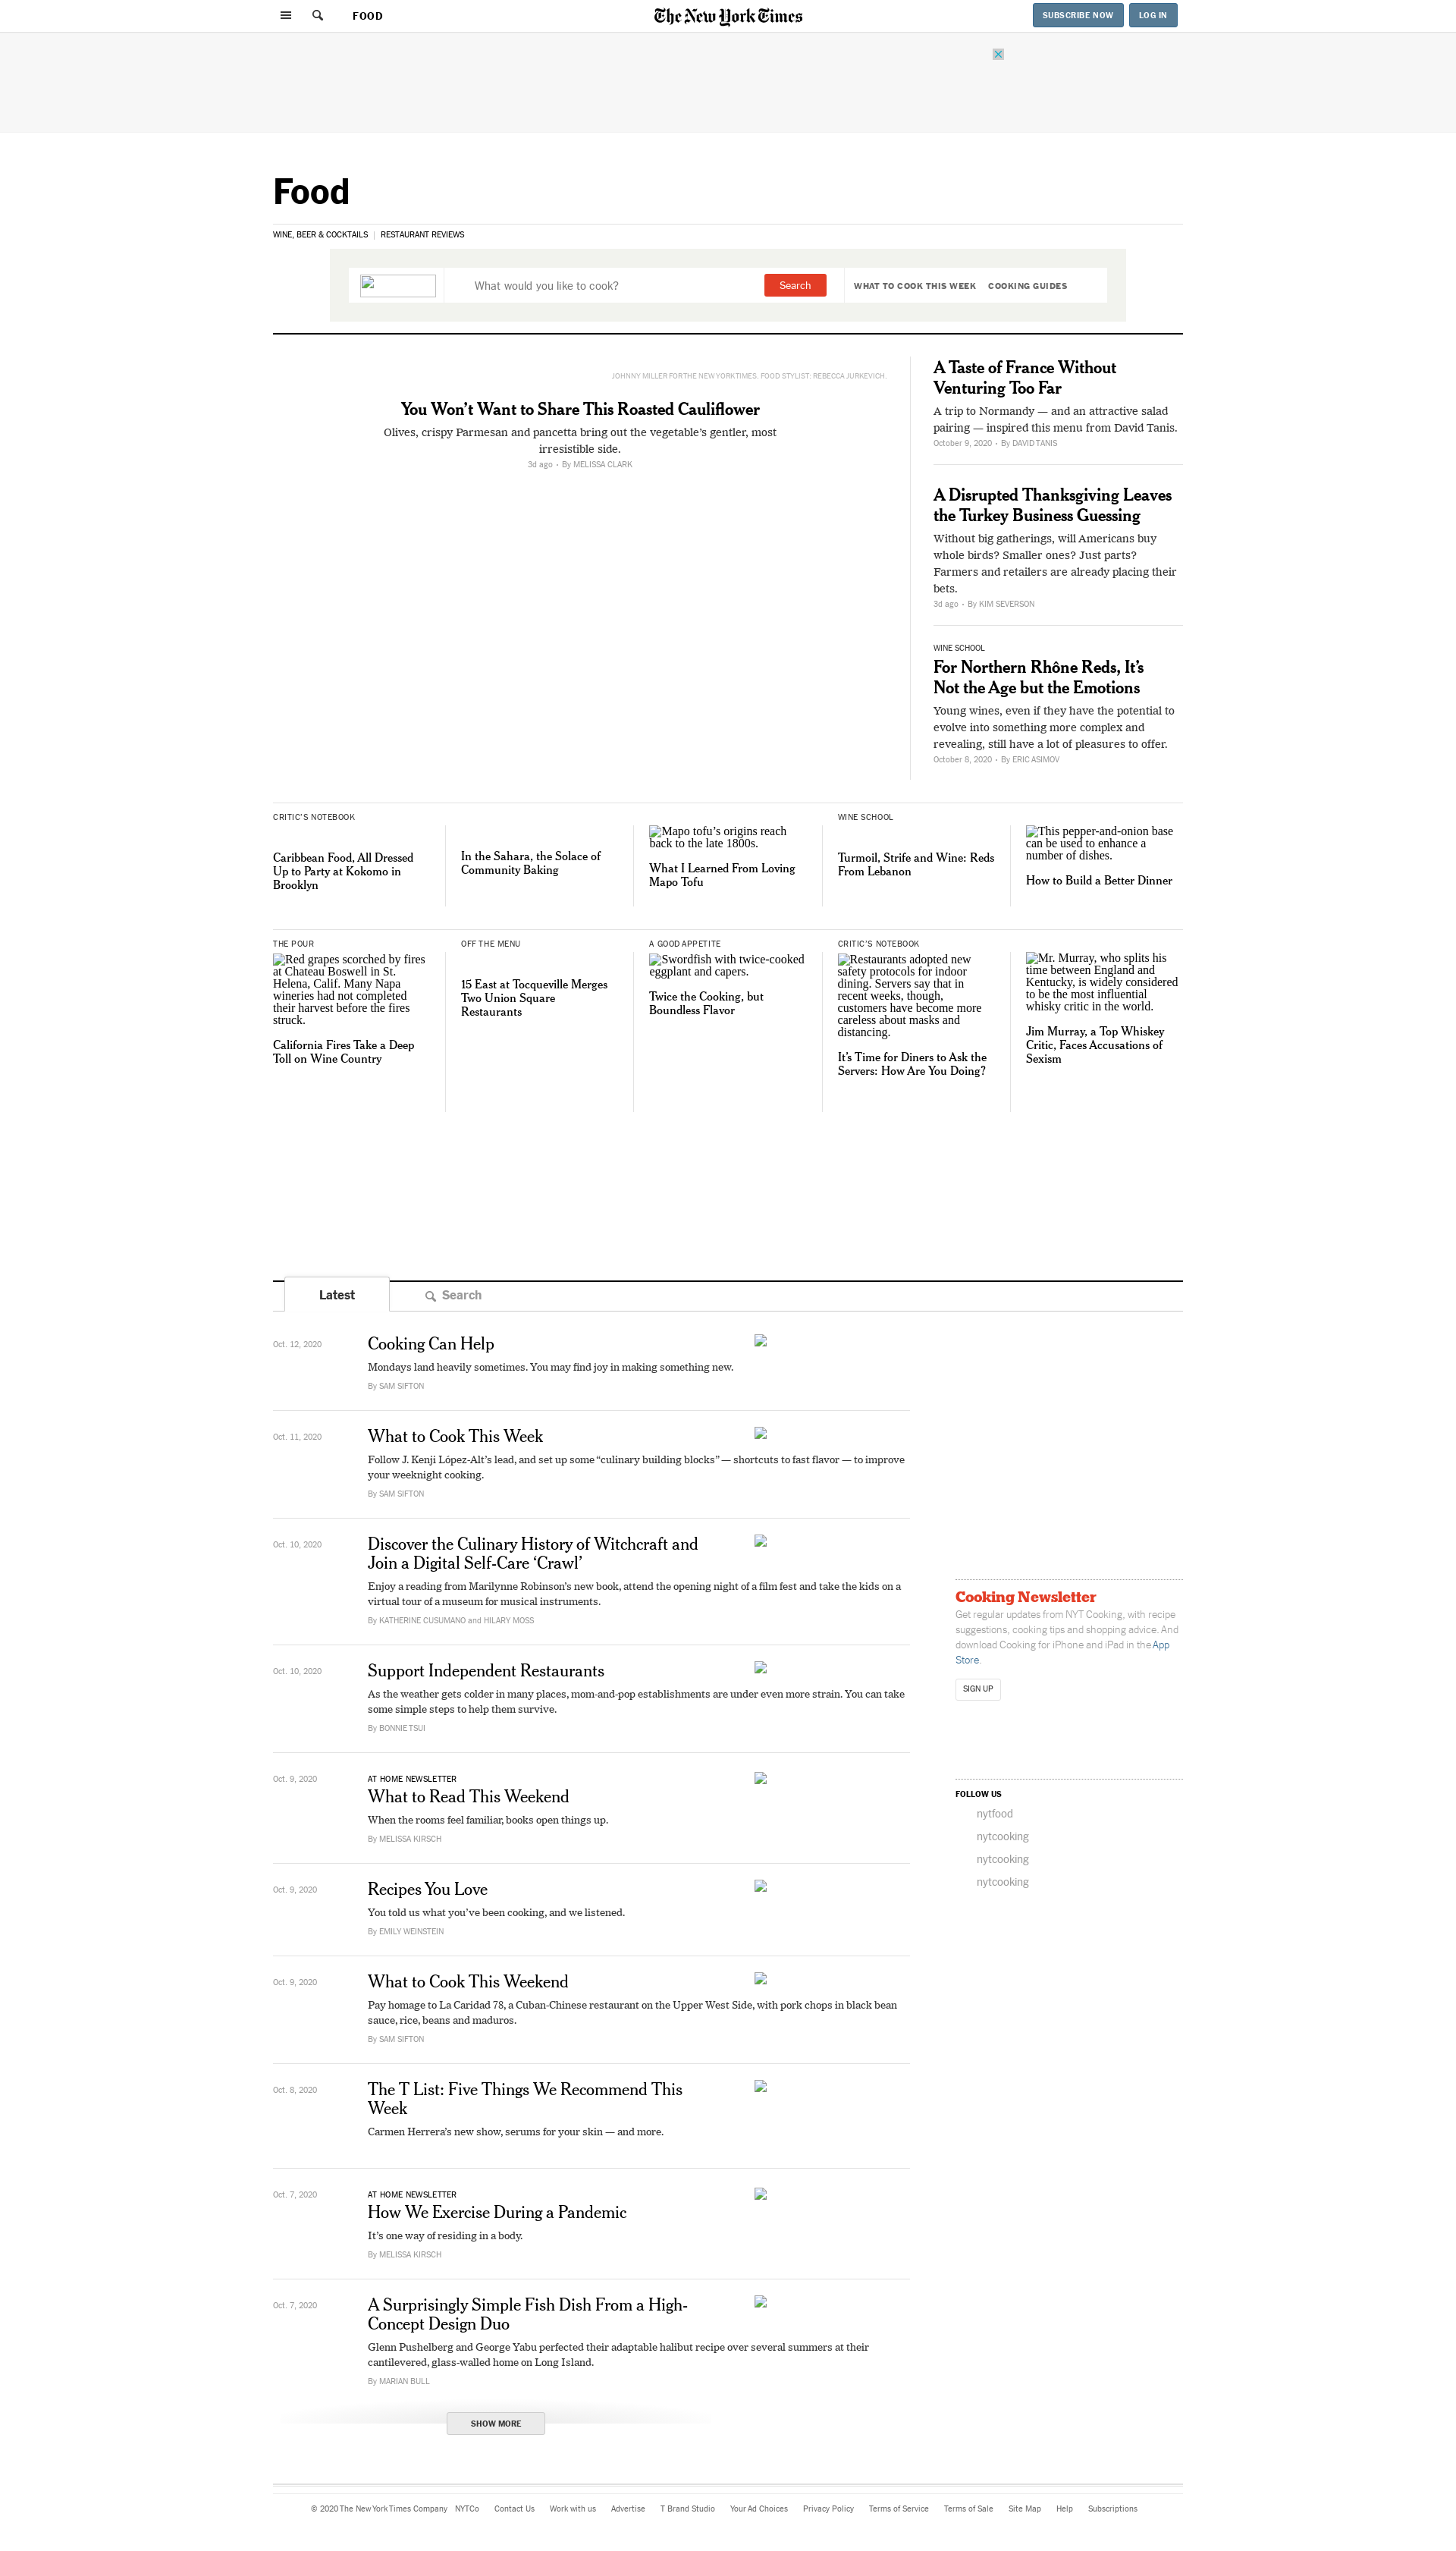 FOOD
The New York Times
SUBSCRIBE NOW
LOG IN
Food
WINE, BEER & COCKTAILS
RESTAURANT REVIEWS
What would you like to cook?
Search
WHAT TO COOK THIS WEEK
COOKING GUIDES
JOHNNY MILLER FOR THE NEW YORK TIMES. FOOD STYLIST: REBECCA JURKEVICH.
You Won’t Want to Share This Roasted Cauliflower
Olives, crispy Parmesan and pancetta bring out the vegetable’s gentler, most
irresistible side.
3d ago • By MELISSA CLARK
A Taste of France Without
Venturing Too Far
A trip to Normandy — and an attractive salad
pairing — inspired this menu from David Tanis.
October 9, 2020 • By DAVID TANIS
A Disrupted Thanksgiving Leaves
the Turkey Business Guessing
Without big gatherings, will Americans buy
whole birds? Smaller ones? Just parts?
Farmers and retailers are already placing their
bets.
3d ago • By KIM SEVERSON
WINE SCHOOL
For Northern Rhône Reds, It’s
Not the Age but the Emotions
Young wines, even if they have the potential to
evolve into something more complex and
revealing, still have a lot of pleasures to offer.
October 8, 2020 • By ERIC ASIMOV
CRITIC’S NOTEBOOK
Caribbean Food, All Dressed
Up to Party at Kokomo in
Brooklyn
In the Sahara, the Solace of
Community Baking
Mapo tofu’s origins reach
back to the late 1800s.
What I Learned From Loving
Mapo Tofu
WINE SCHOOL
Turmoil, Strife and Wine: Reds
From Lebanon
This pepper-and-onion base
can be used to enhance a
number of dishes.
How to Build a Better Dinner
THE POUR
Red grapes scorched by fires
at Chateau Boswell in St.
Helena, Calif. Many Napa
wineries had not completed
their harvest before the fires
struck.
California Fires Take a Deep
Toll on Wine Country
OFF THE MENU
15 East at Tocqueville Merges
Two Union Square
Restaurants
A GOOD APPETITE
Swordfish with twice-cooked
eggplant and capers.
Twice the Cooking, but
Boundless Flavor
CRITIC’S NOTEBOOK
Restaurants adopted new
safety protocols for indoor
dining. Servers say that in
recent weeks, though,
customers have become more
careless about masks and
distancing.
It’s Time for Diners to Ask the
Servers: How Are You Doing?
Mr. Murray, who splits his
time between England and
Kentucky, is widely considered
to be the most influential
whisky critic in the world.
Jim Murray, a Top Whiskey
Critic, Faces Accusations of
Sexism
Latest
Search
Oct. 12, 2020
Cooking Can Help
Mondays land heavily sometimes. You may find joy in making something new.
By SAM SIFTON
Oct. 11, 2020
What to Cook This Week
Follow J. Kenji López-Alt’s lead, and set up some “culinary building blocks” — shortcuts to fast flavor — to improve
your weeknight cooking.
By SAM SIFTON
Oct. 10, 2020
Discover the Culinary History of Witchcraft and
Join a Digital Self-Care ‘Crawl’
Enjoy a reading from Marilynne Robinson’s new book, attend the opening night of a film fest and take the kids on a
virtual tour of a museum for musical instruments.
By KATHERINE CUSUMANO and HILARY MOSS
Oct. 10, 2020
Support Independent Restaurants
As the weather gets colder in many places, mom-and-pop establishments are under even more strain. You can take
some simple steps to help them survive.
By BONNIE TSUI
Oct. 9, 2020
AT HOME NEWSLETTER
What to Read This Weekend
When the rooms feel familiar, books open things up.
By MELISSA KIRSCH
Oct. 9, 2020
Recipes You Love
You told us what you’ve been cooking, and we listened.
By EMILY WEINSTEIN
Oct. 9, 2020
What to Cook This Weekend
Pay homage to La Caridad 78, a Cuban-Chinese restaurant on the Upper West Side, with pork chops in black bean
sauce, rice, beans and maduros.
By SAM SIFTON
Oct. 8, 2020
The T List: Five Things We Recommend This
Week
Carmen Herrera’s new show, serums for your skin — and more.
Oct. 7, 2020
AT HOME NEWSLETTER
How We Exercise During a Pandemic
It’s one way of residing in a body.
By MELISSA KIRSCH
Oct. 7, 2020
A Surprisingly Simple Fish Dish From a High-
Concept Design Duo
Glenn Pushelberg and George Yabu perfected their adaptable halibut recipe over several summers at their
cantilevered, glass-walled home on Long Island.
By MARIAN BULL
SHOW MORE
Cooking Newsletter
Get regular updates from NYT Cooking, with recipe
suggestions, cooking tips and shopping advice. And
download Cooking for iPhone and iPad in the App
Store.
SIGN UP
FOLLOW US
nytfood
nytcooking
nytcooking
nytcooking
© 2020 The New York Times Company NYTCo Contact Us Work with us Advertise T Brand Studio Your Ad Choices Privacy Policy Terms of Service Terms of Sale Site Map Help Subscriptions